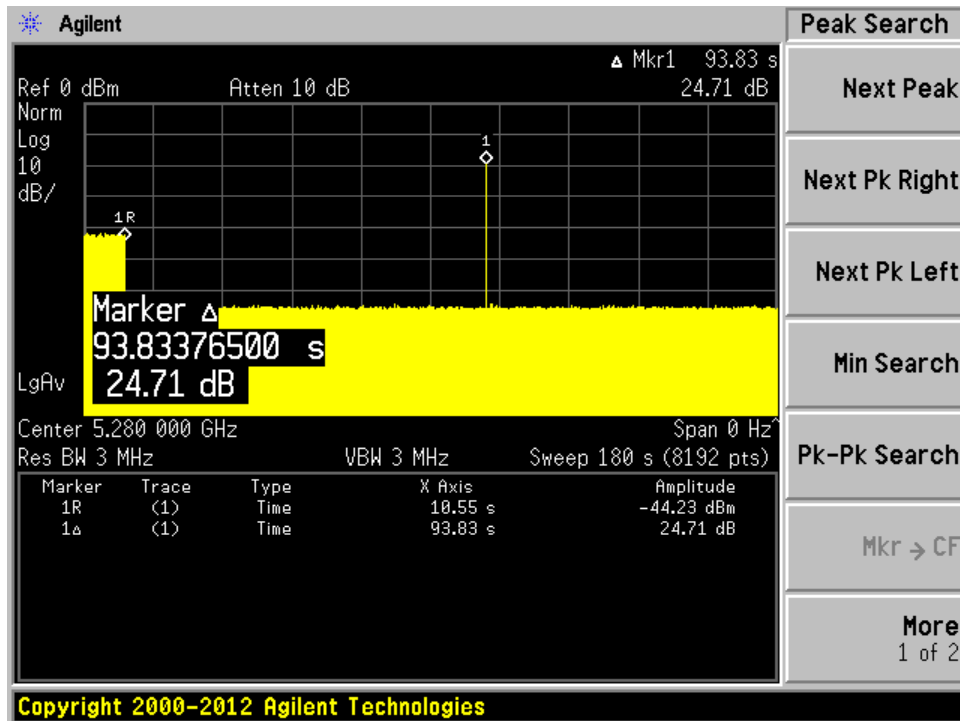 Agilent
Peak Search
Δ Mkr1 93.83 s
Ref 0 dBm Atten 10 dB 24.71 dB
Norm
Log
10
dB/
1R
1
Marker Δ
93.83376500 s
24.71 dB
LgAv
Center 5.280 000 GHz Span 0 Hz^
Res BW 3 MHz VBW 3 MHz Sweep 180 s (8192 pts)
Marker Trace Type X Axis Amplitude
1R (1) Time 10.55 s -44.23 dBm
1Δ (1) Time 93.83 s 24.71 dB
Next Peak
Next Pk Right
Next Pk Left
Min Search
Pk-Pk Search
Mkr → CF
More
1 of 2
Copyright 2000-2012 Agilent Technologies